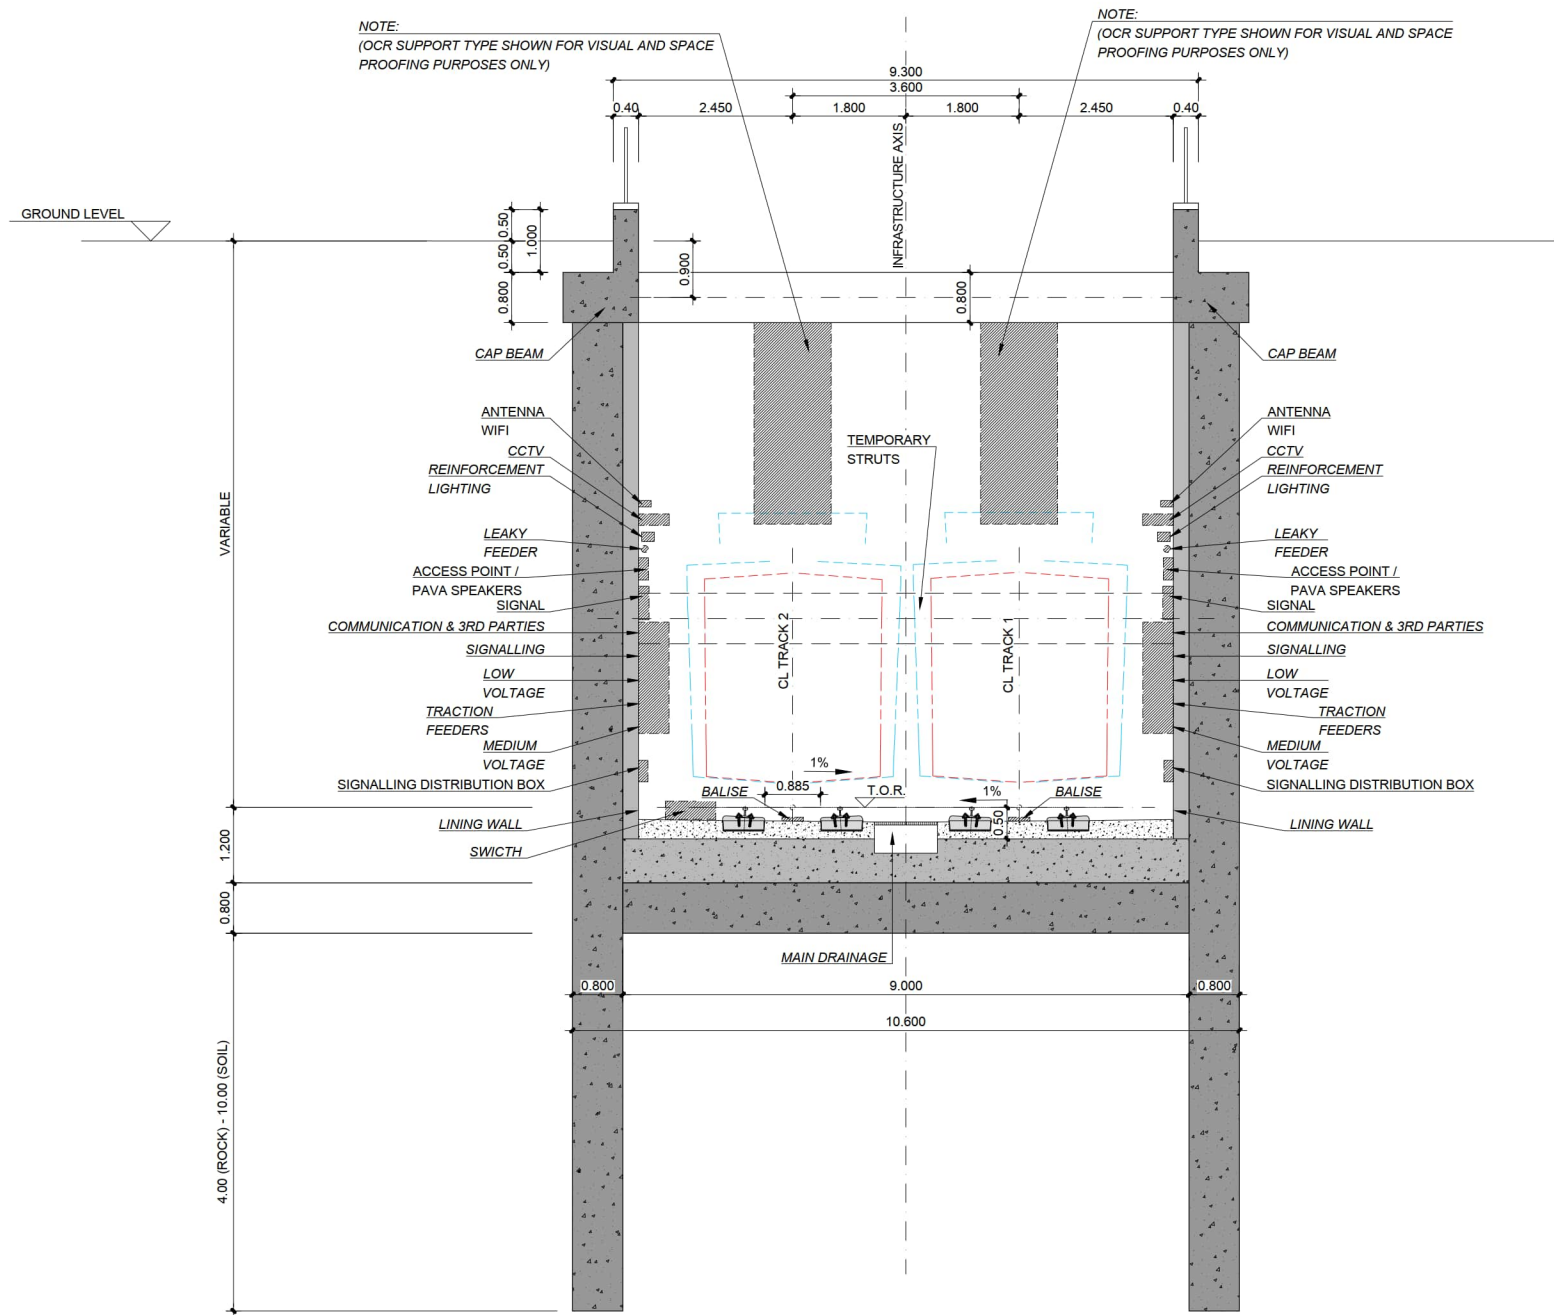 NOTE:
(OCR SUPPORT TYPE SHOWN FOR VISUAL AND SPACE
PROOFING PURPOSES ONLY)
NOTE:
(OCR SUPPORT TYPE SHOWN FOR VISUAL AND SPACE
PROOFING PURPOSES ONLY)
9.300
3.600
0.40
2.450
1.800
1.800
2.450
0.40
INFRASTRUCTURE AXIS
GROUND LEVEL
0.50
0.50
1.000
0.800
0.900
0.800
CAP BEAM
CAP BEAM
VARIABLE
ANTENNA
WIFI
CCTV
REINFORCEMENT
LIGHTING
LEAKY
FEEDER
ACCESS POINT /
PAVA SPEAKERS
SIGNAL
COMMUNICATION & 3RD PARTIES
SIGNALLING
LOW
VOLTAGE
TRACTION
FEEDERS
MEDIUM
VOLTAGE
SIGNALLING DISTRIBUTION BOX
LINING WALL
SWICTH
TEMPORARY
STRUTS
CL TRACK 2
CL TRACK 1
1%
0.885
BALISE
T.O.R.
1%
BALISE
0.50
ANTENNA
WIFI
CCTV
REINFORCEMENT
LIGHTING
LEAKY
FEEDER
ACCESS POINT /
PAVA SPEAKERS
SIGNAL
COMMUNICATION & 3RD PARTIES
SIGNALLING
LOW
VOLTAGE
TRACTION
FEEDERS
MEDIUM
VOLTAGE
SIGNALLING DISTRIBUTION BOX
LINING WALL
1.200
0.800
MAIN DRAINAGE
0.800
9.000
0.800
10.600
4.00 (ROCK) - 10.00 (SOIL)